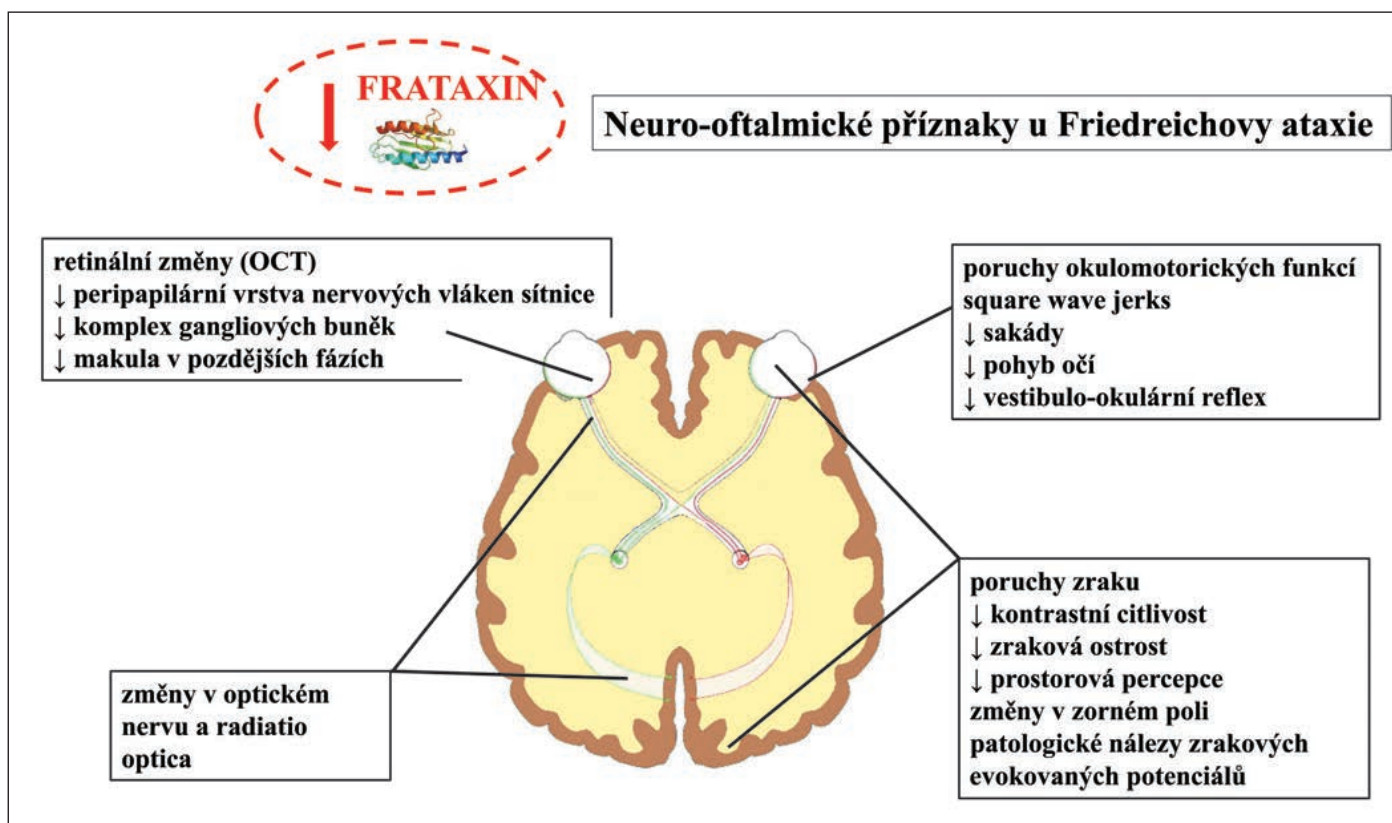 FRATAXIN
Neuro-oftalmické příznaky u Friedreichovy ataxie
retinální změny (OCT)
↓ peripapilární vrstva nervových vláken sítnice
↓ komplex gangliových buněk
↓ makula v pozdějších fázích
poruchy okulomotorických funkcí
square wave jerks
↓ sakády
↓ pohyb očí
↓ vestibulo-okulární reflex
změny v optickém
nervu a radiatio
optica
poruchy zraku
↓ kontrastní citlivost
↓ zraková ostrost
↓ prostorová percepce
změny v zorném poli
patologické nálezy zrakových
evokovaných potenciálů